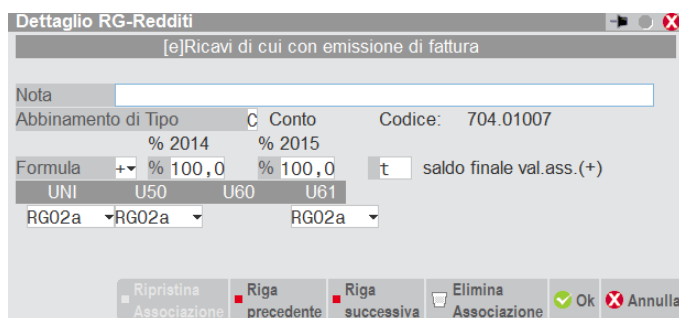 Dettaglio RG-Redditi
[e]Ricavi di cui con emissione di fattura
Nota
Abbinamento di Tipo C Conto Codice: 704.01007
% 2014 % 2015
Formula + % 100,0 % 100,0 t saldo finale val.ass.(+)
UNI U50 U60 U61
RG02a RG02a RG02a
Ripristina Associazione Riga precedente Riga successiva Elimina Associazione Ok Annulla